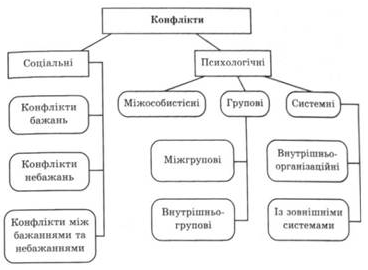 Конфлікти
Соціальні
Психологічні
Конфлікти
бажань
Міжособистісні
Групові
Системні
Конфлікти
небажань
Міжгрупові
Внутрішньо-
організаційні
Конфлікти між
бажаннями та
небажаннями
Внутрішньо-
групові
Із зовнішніми
системами